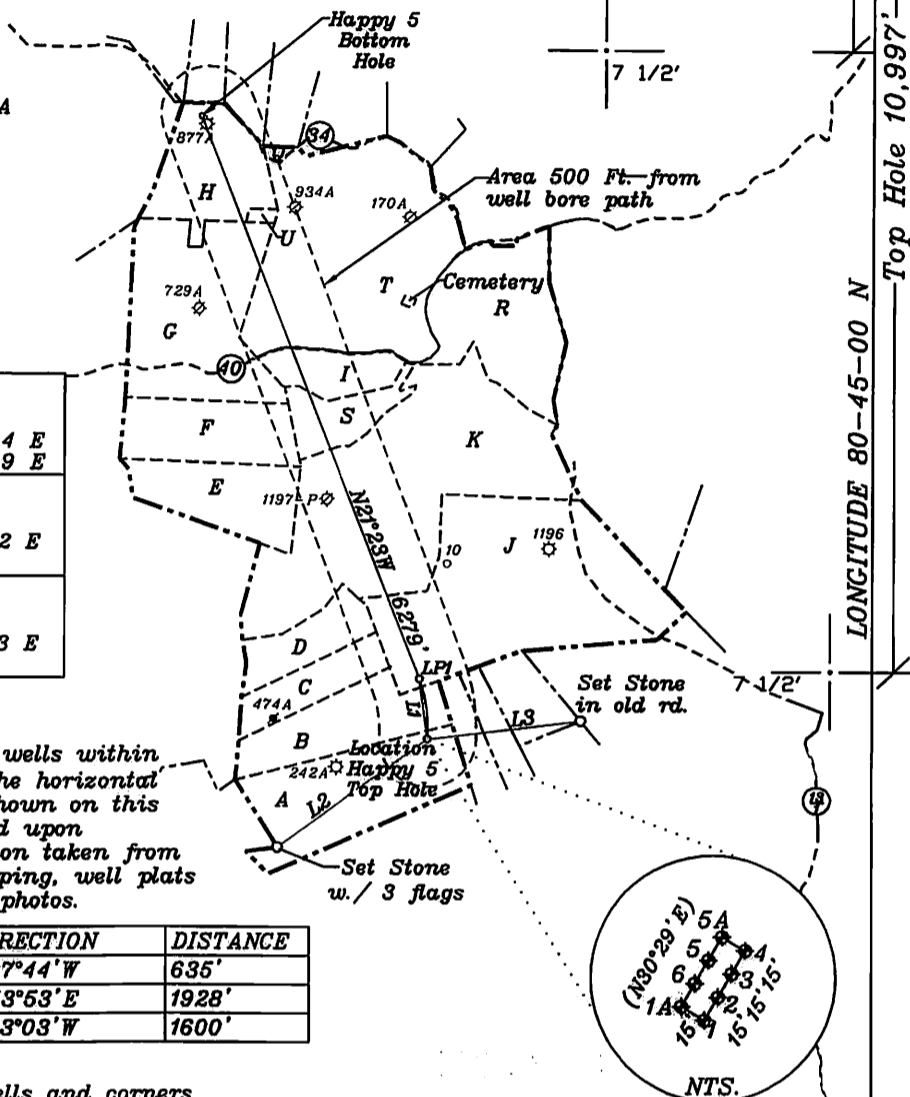 Happy 5
Bottom
Hole
7 1/2'
Top Hole 10,997'
A
877
34
H
934A
170A
Area 500 Ft. from
well bore path
U
T
Cemetery
R
729A
G
40
I
S
F
K
LONGITUDE 80-45-00 N
4 E
9 E
E
1197-P
N21°23'W
6279'
J
1196
10
2 E
3 E
D
C
LP1
L1
7 1/2'
474A
B
Set Stone
in old rd.
L3
Location
Happy 5
Top Hole
242A
A
L2
wells within
he horizontal
hown on this
d upon
on taken from
ping, well plats
photos.
Set Stone
w./ 3 flags
RECTION DISTANCE
7°44'W 635'
3°53'E 1928'
3°03'W 1600'
(N30°29'E)
5A
4
5
3
6
2
1A
1
15'
15'15'15'
NTS.
ells and corners